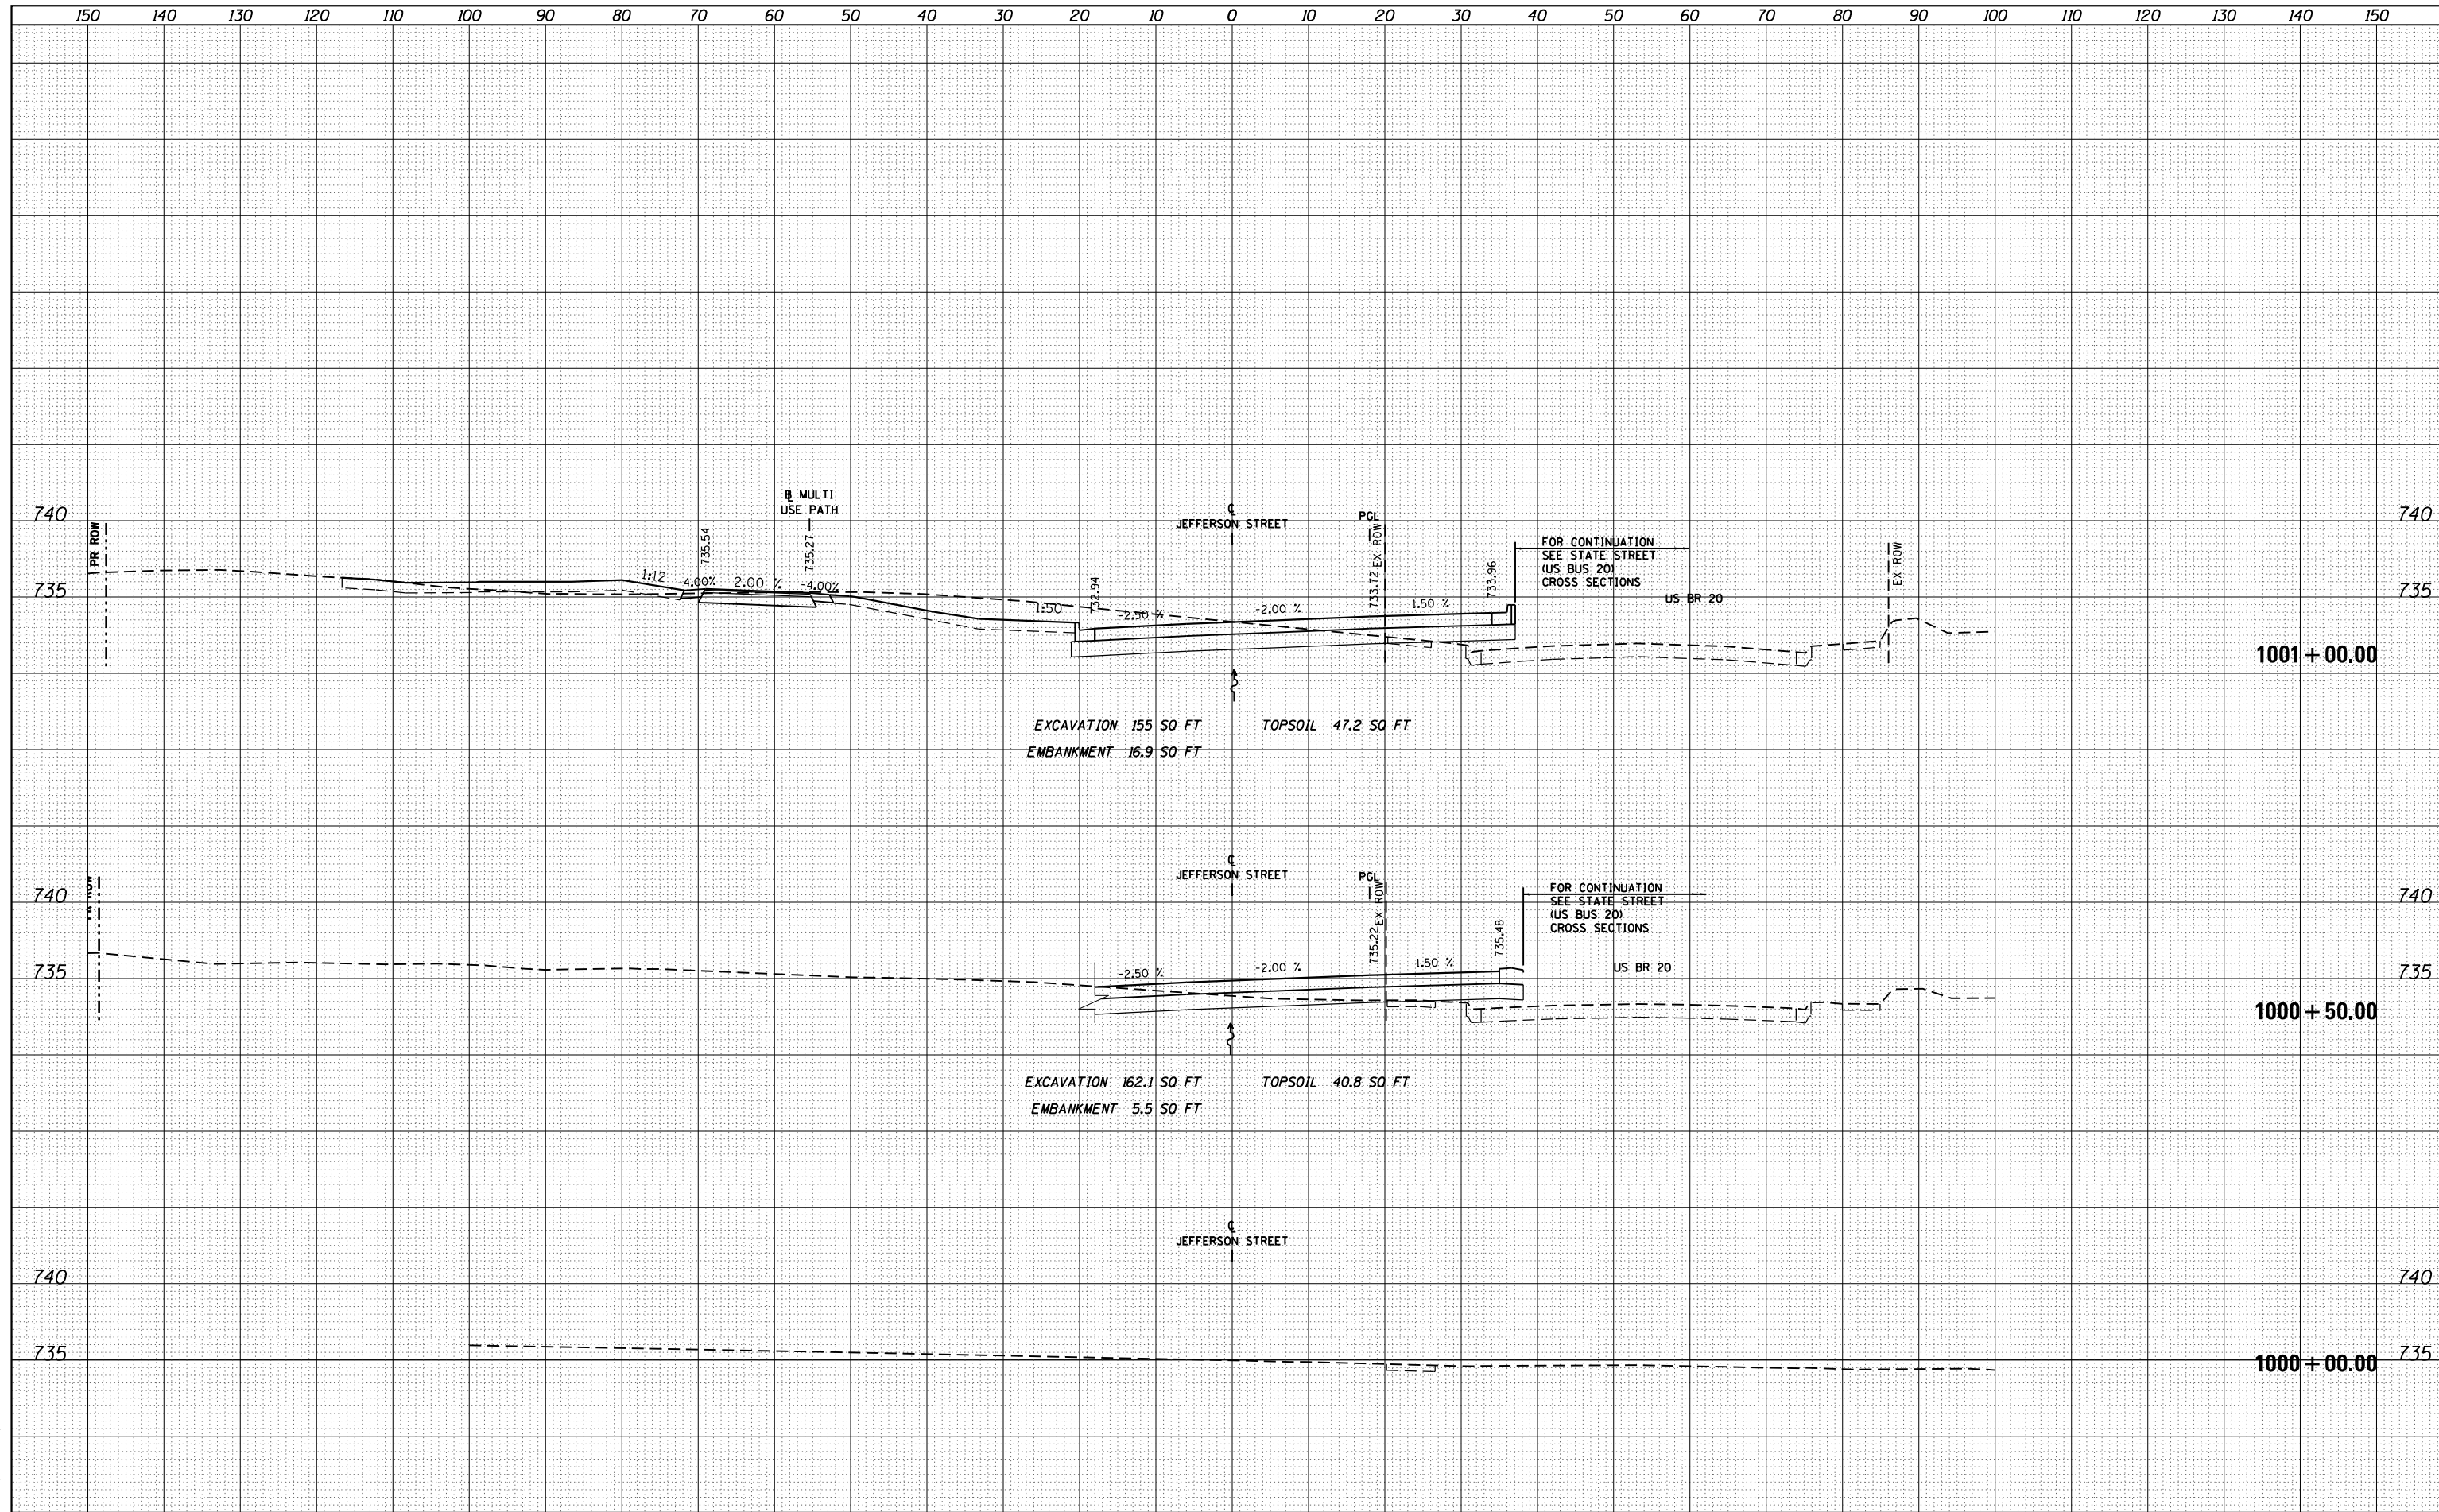 150 140 130 120 110 100 90 80 70 60 50 40 30 20 10 0 10 20 30 40 50 60 70 80 90 100 110 120 130 140 150
740
740
735
735
PR ROW
℄ JEFFERSON STREET
BL MULTI
USE PATH
735.54
735.27
1:12
-4.00%
2.00 %
-4.00%
1:50
732.94
-2.50 %
-2.00 %
PGL
733.72
EX ROW
1.50 %
733.96
FOR CONTINUATION
SEE STATE STREET
(US BUS 20)
CROSS SECTIONS
US BR 20
EX ROW
1001+00.00
EXCAVATION 155 SQ FT
TOPSOIL 47.2 SQ FT
EMBANKMENT 16.9 SQ FT
740
740
735
735
℄
JEFFERSON STREET
-2.50 %
-2.00 %
PGL
735.22
EX ROW
1.50 %
735.48
FOR CONTINUATION
SEE STATE STREET
(US BUS 20)
CROSS SECTIONS
US BR 20
1000+50.00
EXCAVATION 162.1 SQ FT
TOPSOIL 40.8 SQ FT
EMBANKMENT 5.5 SQ FT
℄
JEFFERSON STREET
740
740
735
735
1000+00.00